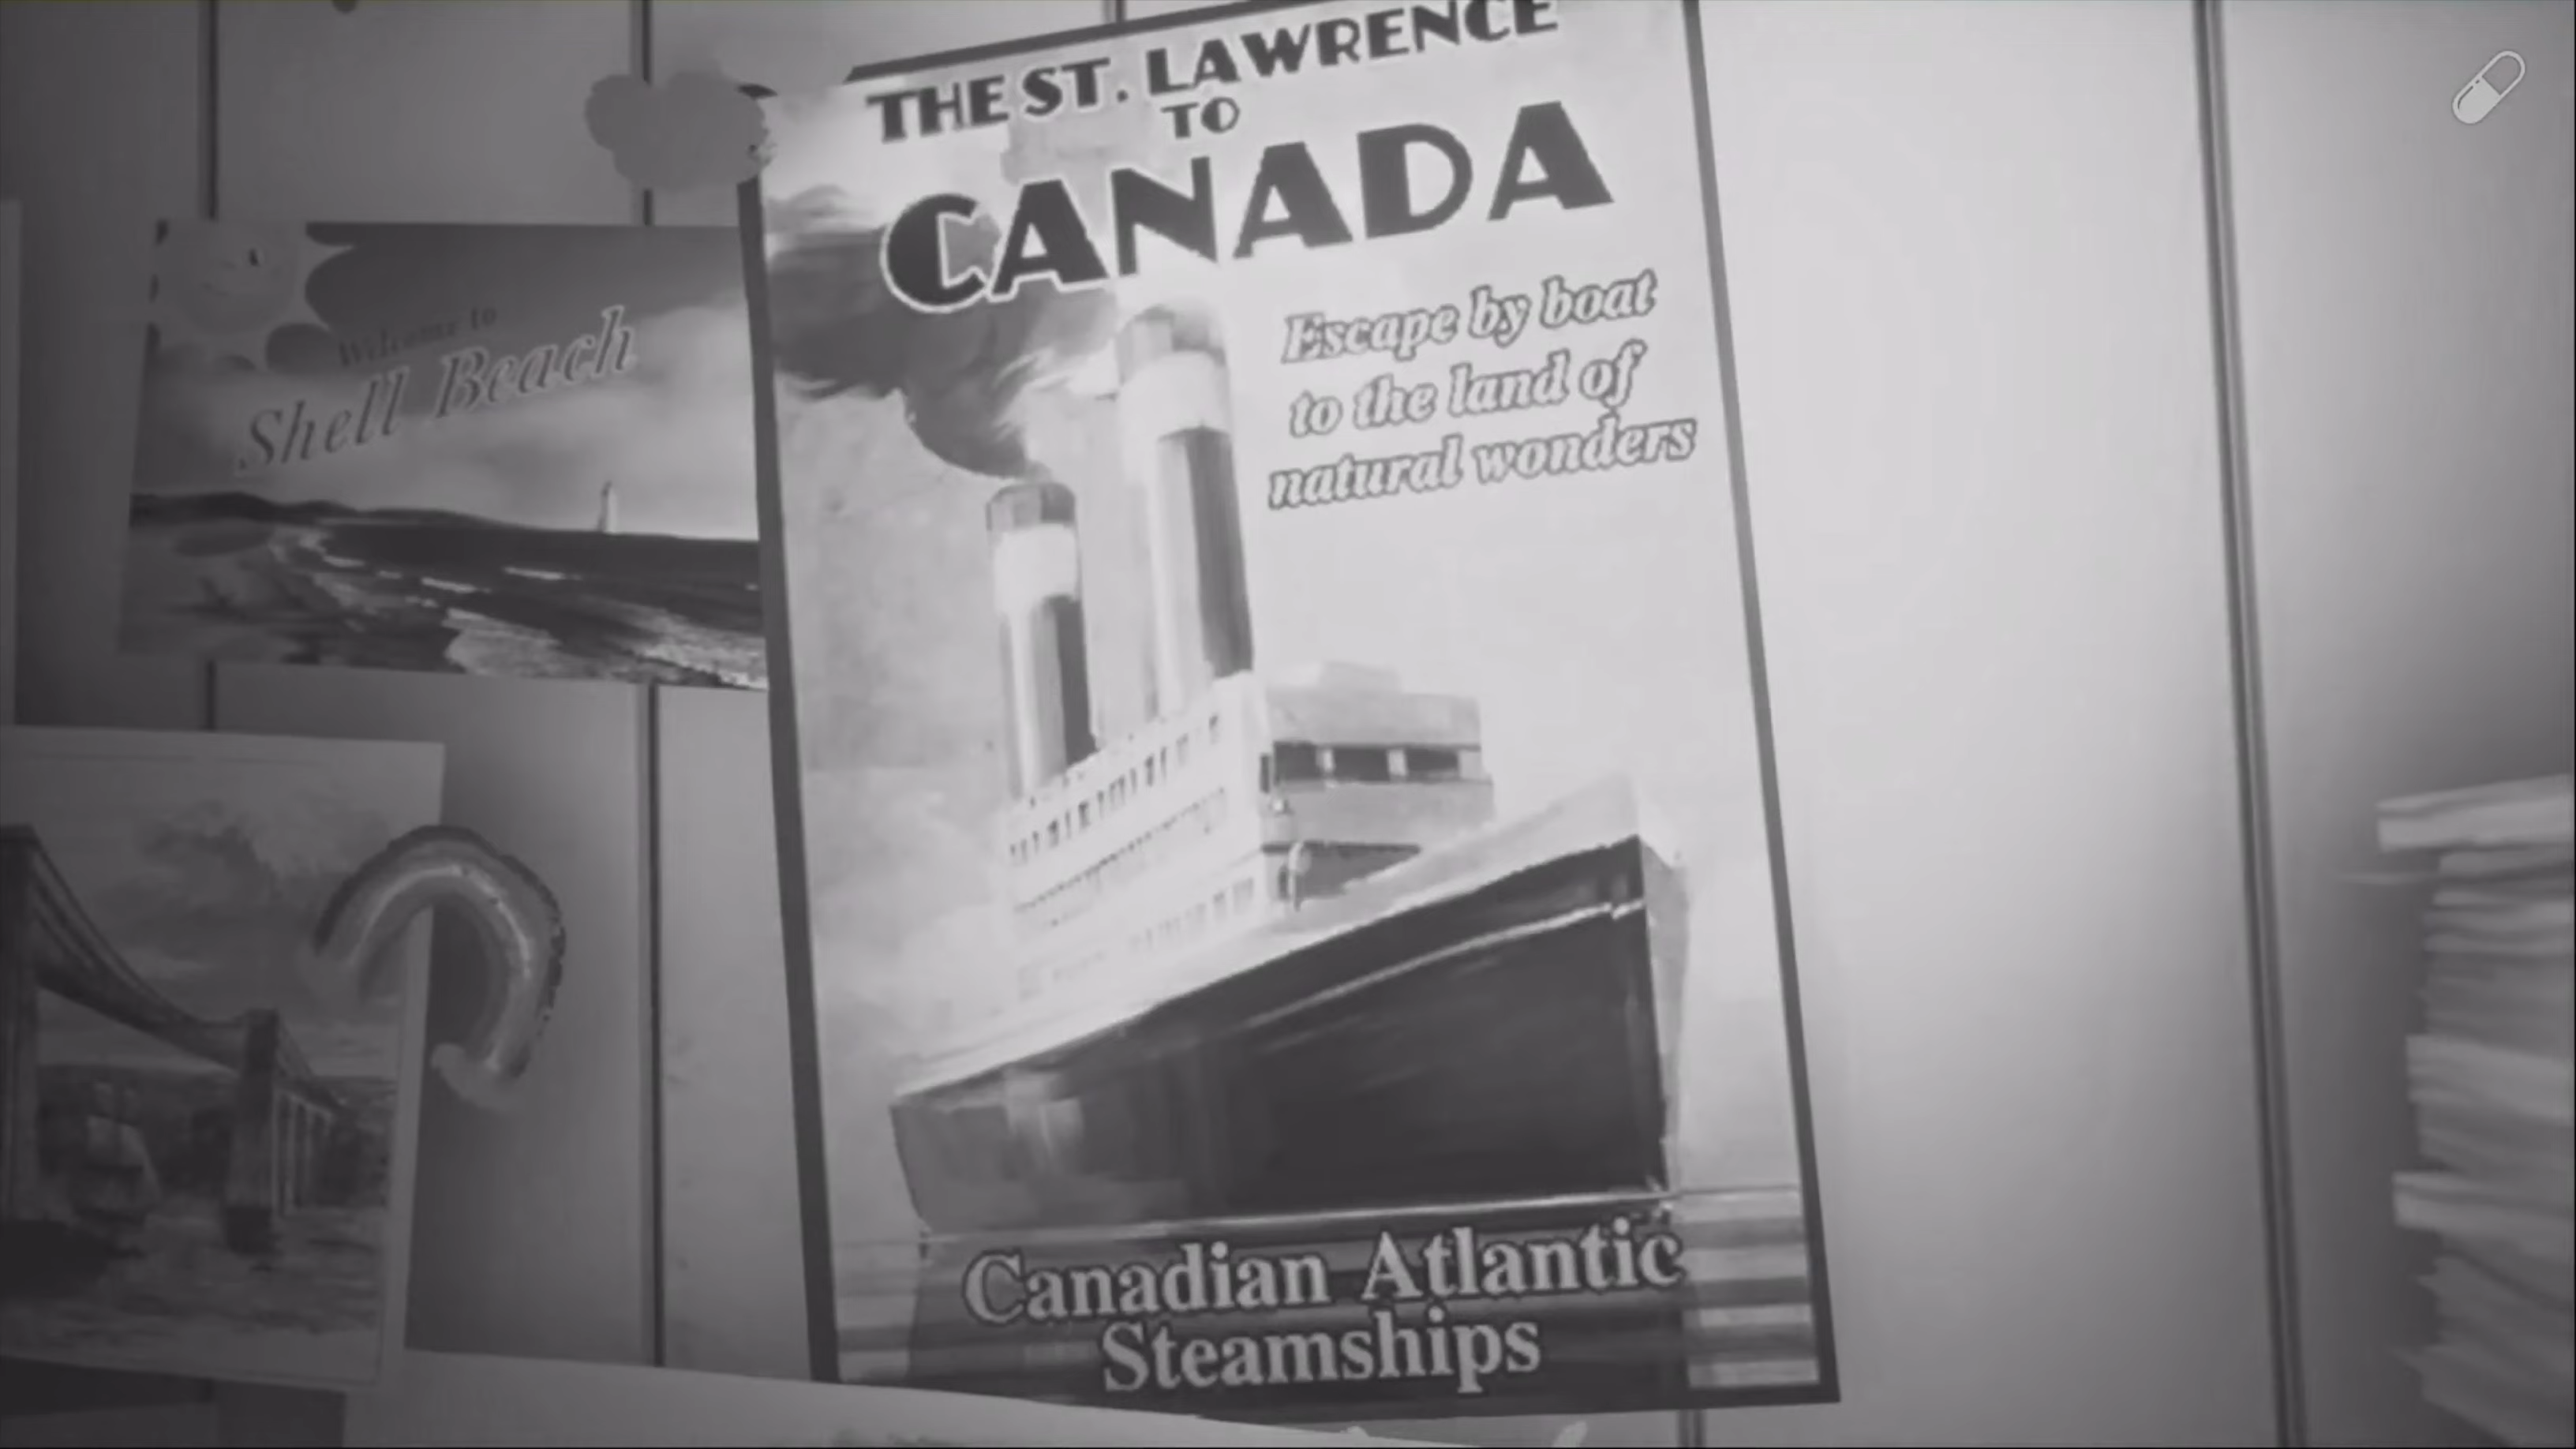 THE ST. LAWRENCE
TO
CANADA
Escape by boat
to the land of
natural wonders
Welcome to
Shell Beach
Canadian Atlantic
Steamships